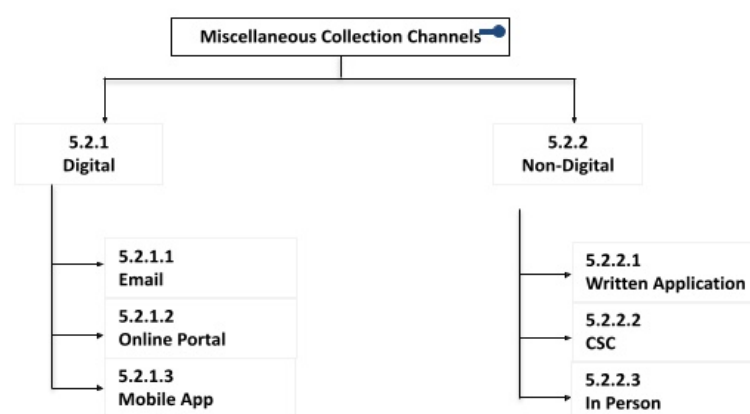 Miscellaneous Collection Channels
5.2.1
Digital
5.2.2
Non-Digital
5.2.1.1
Email
5.2.1.2
Online Portal
5.2.1.3
Mobile App
5.2.2.1
Written Application
5.2.2.2
CSC
5.2.2.3
In Person